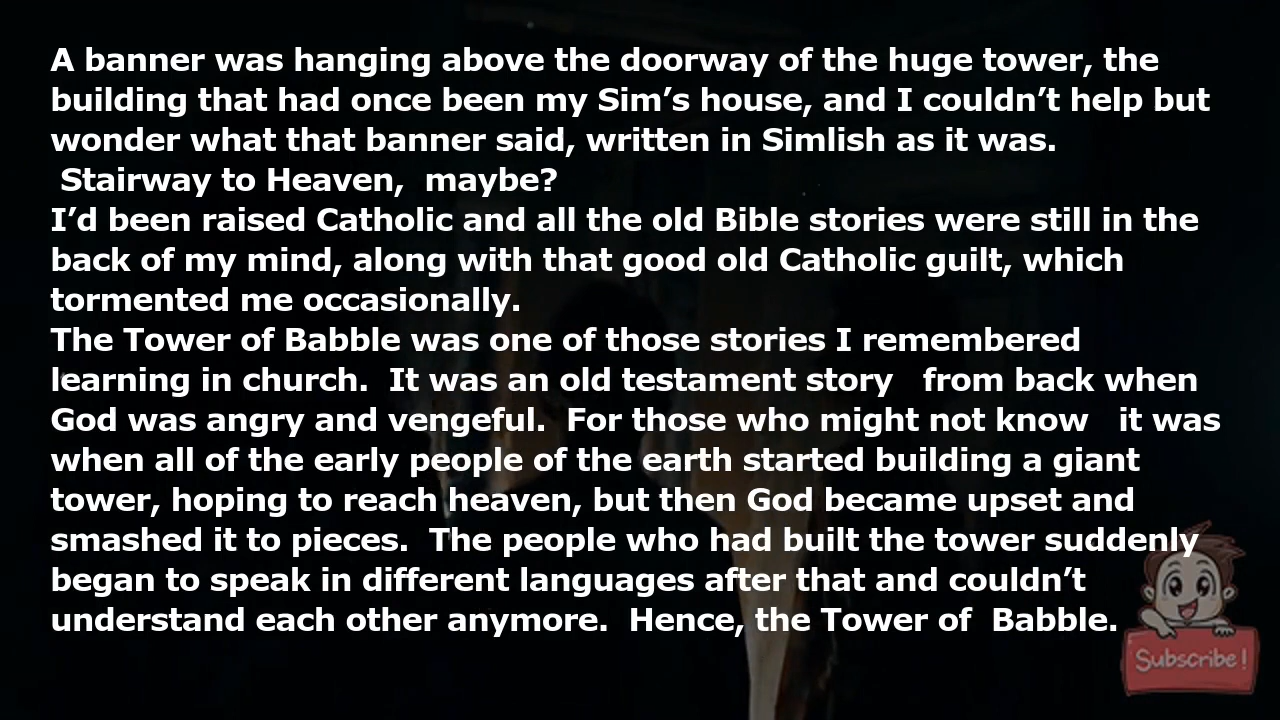 A banner was hanging above the doorway of the huge tower, the
building that had once been my Sim’s house, and I couldn’t help but
wonder what that banner said, written in Simlish as it was.
Stairway to Heaven,  maybe?
I’d been raised Catholic and all the old Bible stories were still in the
back of my mind, along with that good old Catholic guilt, which
tormented me occasionally.
The Tower of Babble was one of those stories I remembered
learning in church.  It was an old testament story   from back when
God was angry and vengeful.  For those who might not know   it was
when all of the early people of the earth started building a giant
tower, hoping to reach heaven, but then God became upset and
smashed it to pieces.  The people who had built the tower suddenly
began to speak in different languages after that and couldn’t
understand each other anymore.  Hence, the Tower of  Babble.
Subscribe!